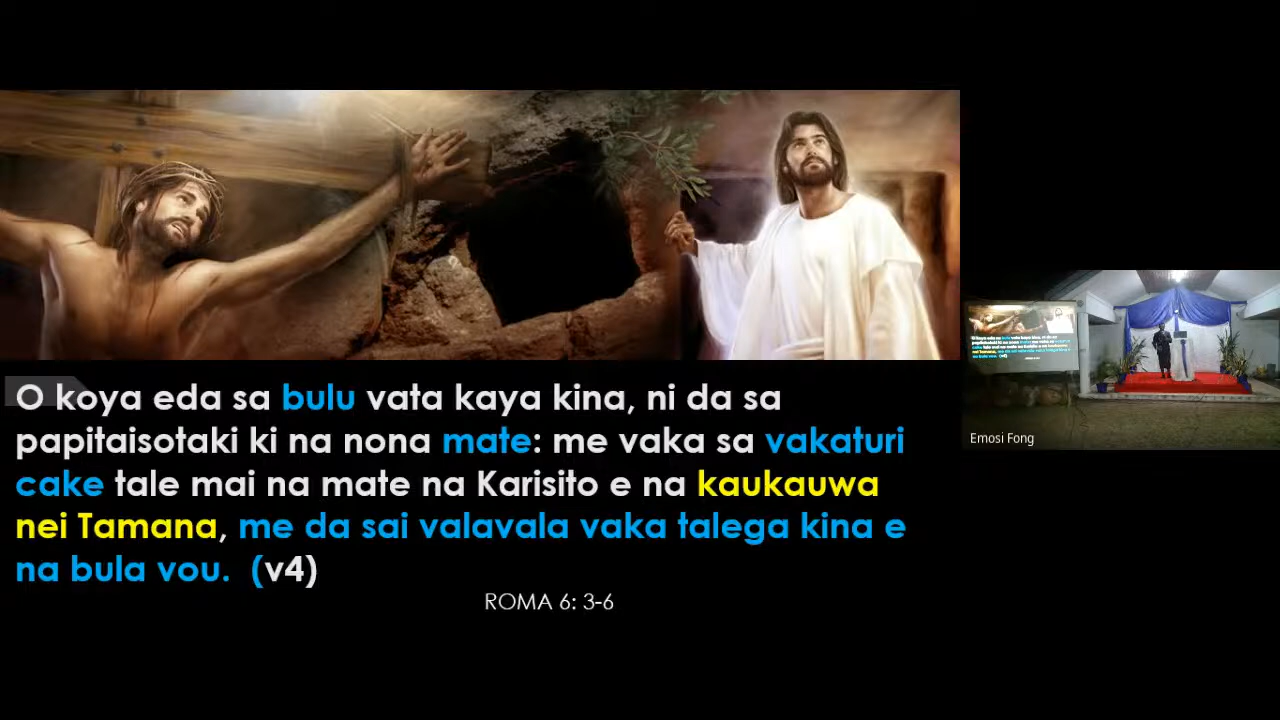 O koya eda sa bulu vata kaya kina, ni da sa
papitaisotaki ki na nona mate: me vaka sa vakaturi
cake tale mai na mate na Karisito e na kaukauwa
nei Tamana, me da sai valavala vaka talega kina e
na bula vou. (v4)
ROMA 6: 3-6
Emosi Fong